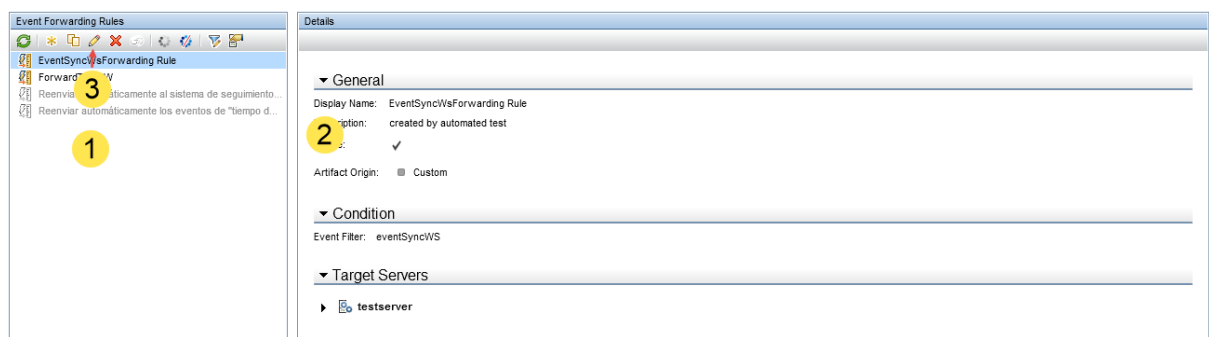 Event Forwarding Rules
EventSyncWsForwarding Rule
Forward W
Reenviar áticamente al sistema de seguimiento...
Reenviar automáticamente los eventos de "tiempo d...
3
1
Details
General
Display Name: EventSyncWsForwarding Rule
created by automated test
2
Artifact Origin: Custom
Condition
Event Filter: eventSyncWS
Target Servers
testserver